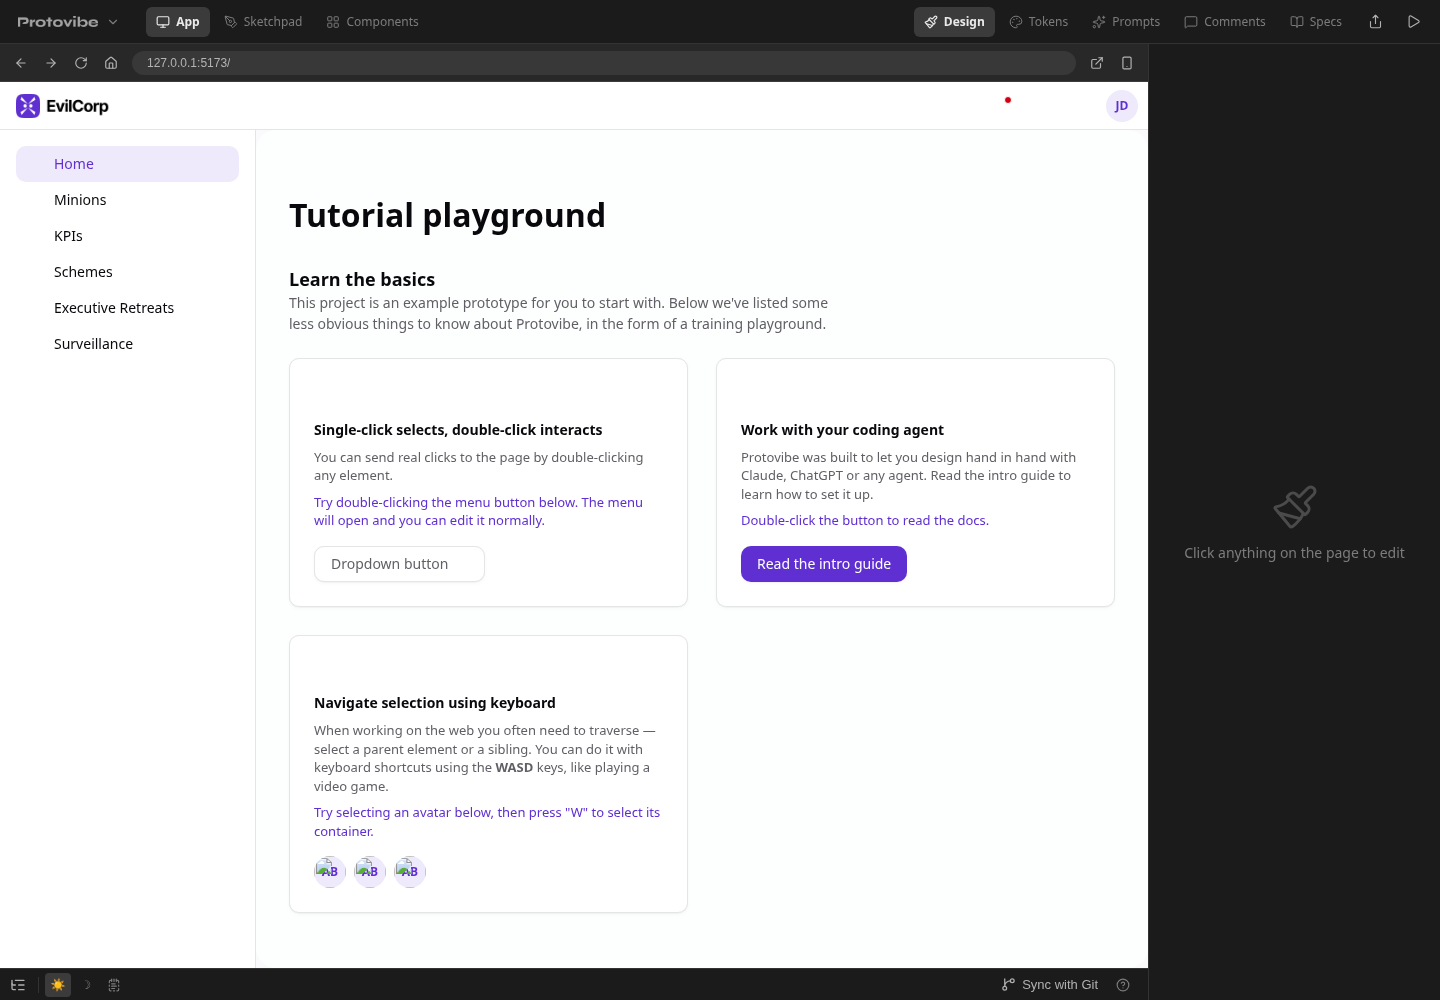 Protovibe
App
Sketchpad
Components
Design
Tokens
Prompts
Comments
Specs
127.0.0.1:5173/
EvilCorp
JD
Home
Minions
KPIs
Schemes
Executive Retreats
Surveillance
Tutorial playground
Learn the basics
This project is an example prototype for you to start with. Below we've listed some
less obvious things to know about Protovibe, in the form of a training playground.
Single-click selects, double-click interacts
You can send real clicks to the page by double-clicking
any element.
Try double-clicking the menu button below. The menu
will open and you can edit it normally.
Dropdown button
Work with your coding agent
Protovibe was built to let you design hand in hand with
Claude, ChatGPT or any agent. Read the intro guide to
learn how to set it up.
Double-click the button to read the docs.
Read the intro guide
Navigate selection using keyboard
When working on the web you often need to traverse —
select a parent element or a sibling. You can do it with
keyboard shortcuts using the WASD keys, like playing a
video game.
Try selecting an avatar below, then press "W" to select its
container.
AB
AB
AB
Click anything on the page to edit
Sync with Git